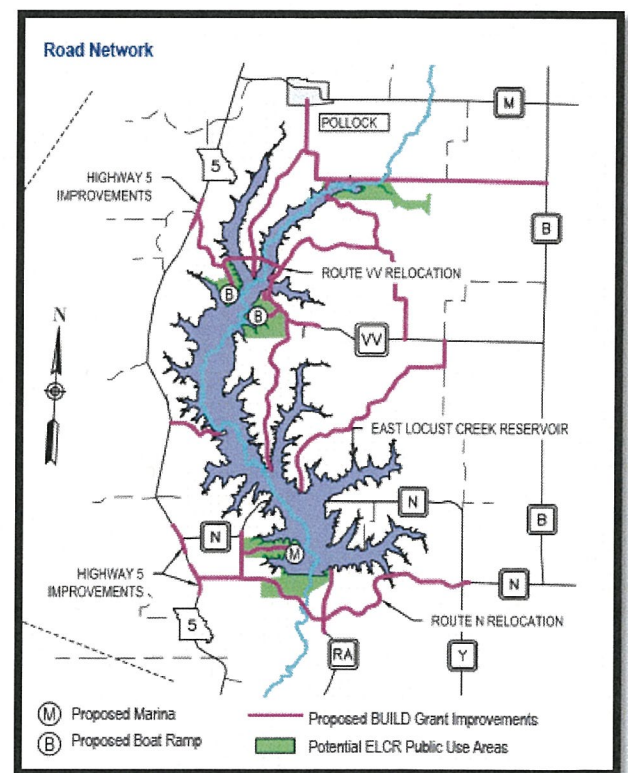 Road Network
M
POLLOCK
5
HIGHWAY 5
IMPROVEMENTS
B
ROUTE VV RELOCATION
B
B
N
VV
EAST LOCUST CREEK RESERVOIR
N
B
N
M
HIGHWAY 5
IMPROVEMENTS
N
ROUTE N RELOCATION
5
RA
Y
M Proposed Marina
Proposed BUILD Grant Improvements
B Proposed Boat Ramp
Potential ELCR Public Use Areas